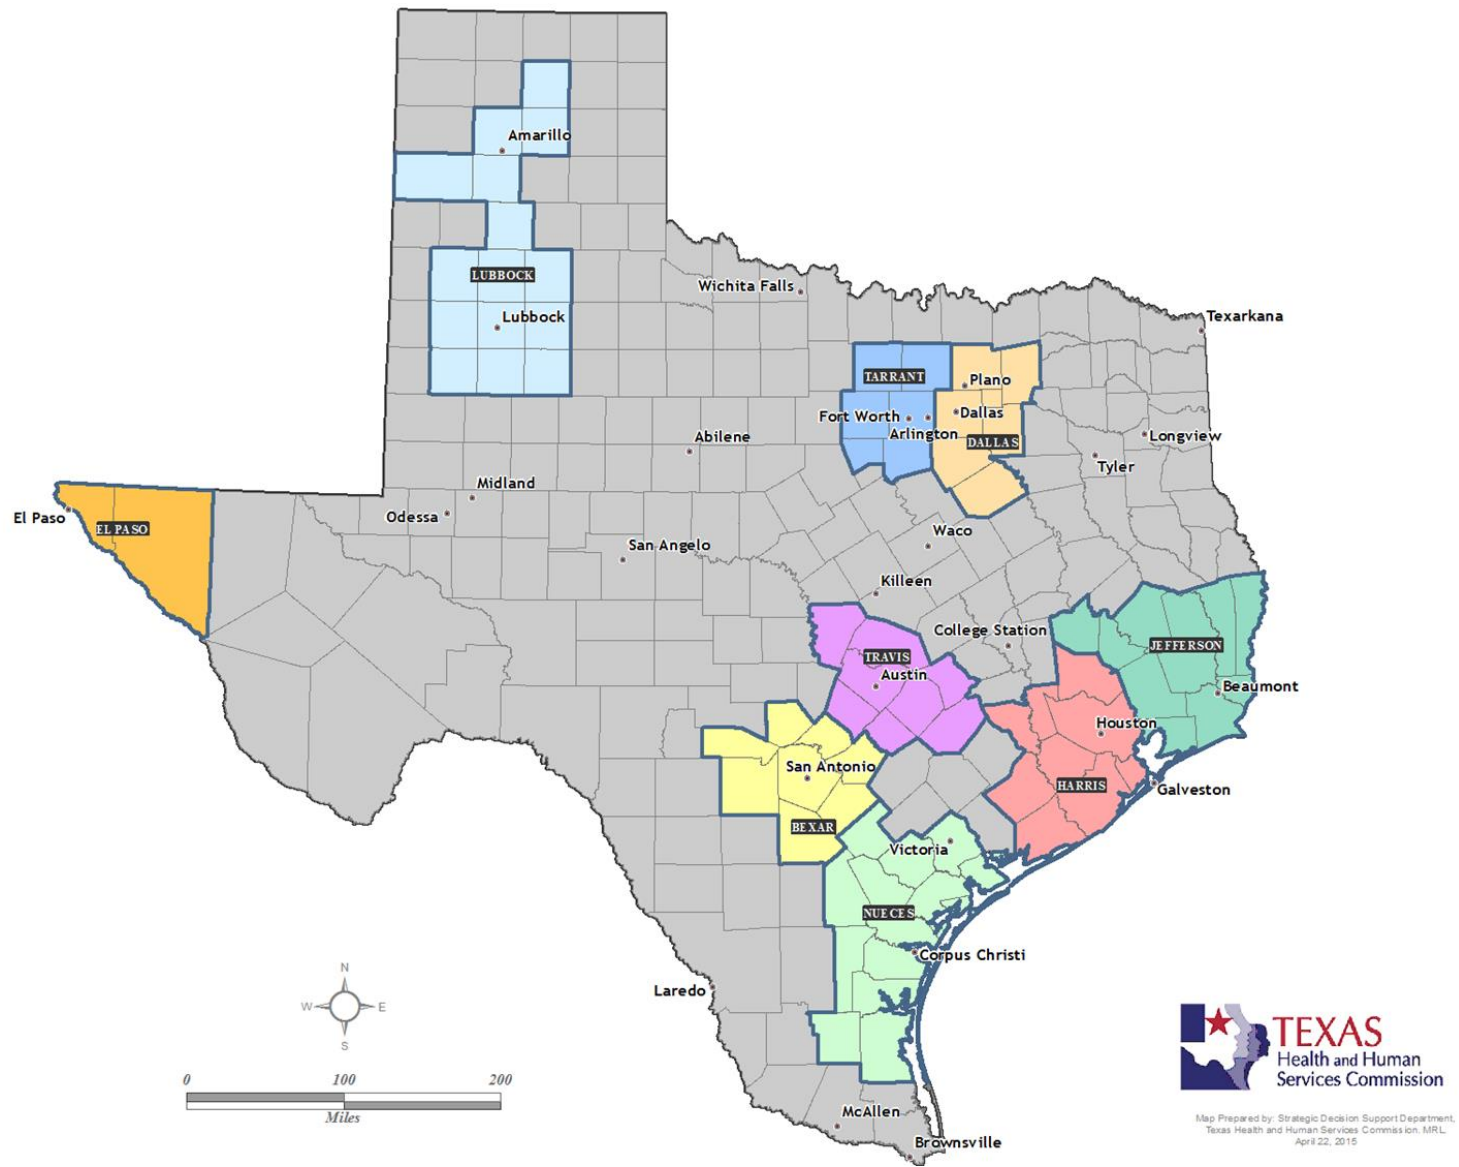 Amarillo
LUBBOCK
Lubbock
Wichita Falls
Texarkana
TARRANT
Plano
Fort Worth
Dallas
Arlington
DALLAS
Abilene
Longview
Tyler
Midland
Odessa
El Paso
EL PASO
San Angelo
Waco
Killeen
College Station
TRAVIS
JEFFERSON
Austin
Beaumont
Houston
San Antonio
HARRIS
Galveston
BEXAR
Victoria
NUECES
Corpus Christi
Laredo
N
W
E
S
0 100 200
Miles
McAllen
Brownsville
TEXAS
Health and Human
Services Commission
Map Prepared by: Strategic Decision Support Department,
Texas Health and Human Services Commission. MRL
April 22, 2015